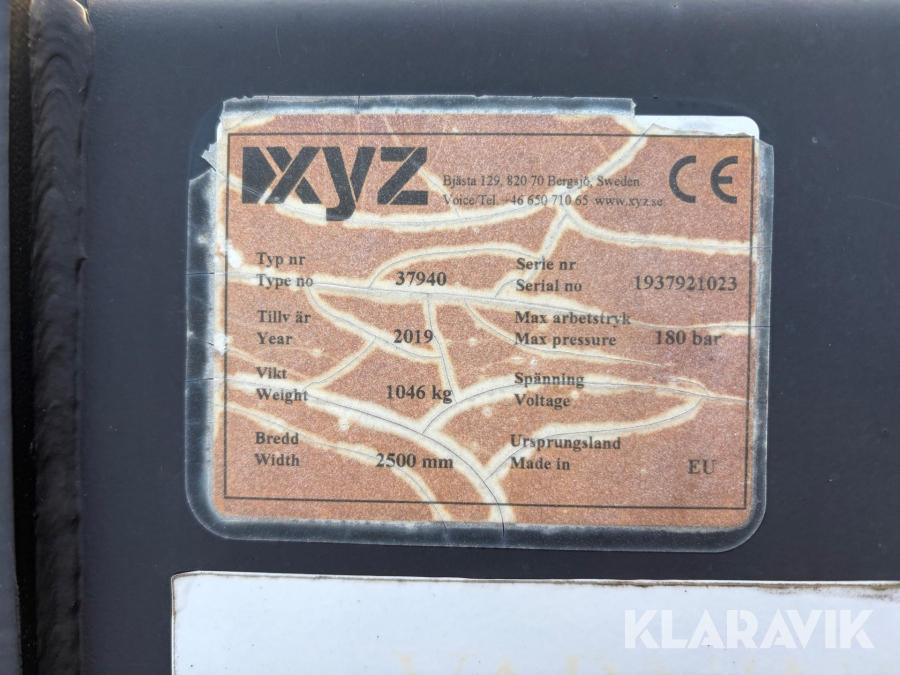 XYZ
Bjästa 129, 820 70 Bergsjö, Sweden
Voice/Tel. +46 650 710 65 www.xyz.se
CE
Typ nr
Type no 37940
Serie nr
Serial no 1937921023
Tillv år
Year 2019
Max arbetstryk
Max pressure 180 bar
Vikt
Weight 1046 kg
Spänning
Voltage
Bredd
Width 2500 mm
Ursprungsland
Made in EU
KLARAVIK